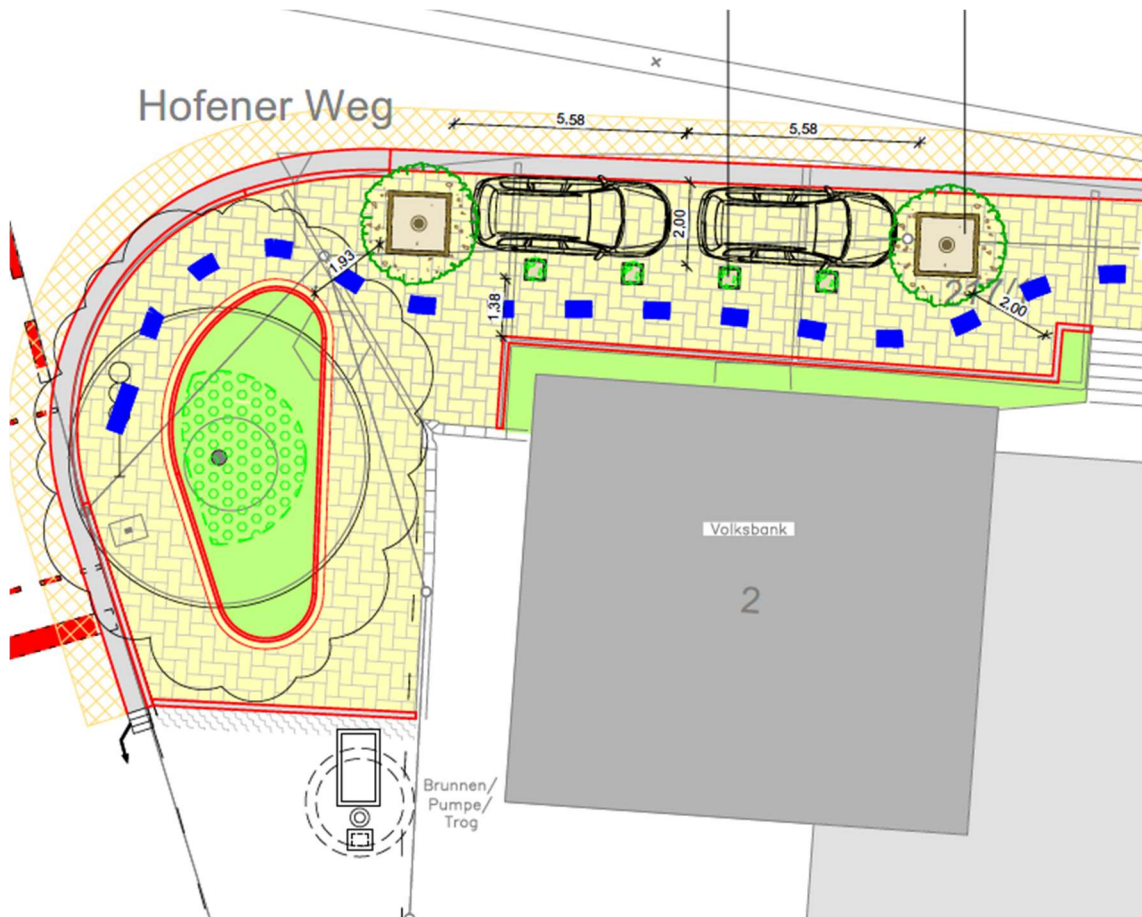 Hofener Weg
5,58
5,58
2,00
1,93
1,38
2,00
Volksbank
2
Brunnen/
Pumpe/
Trog